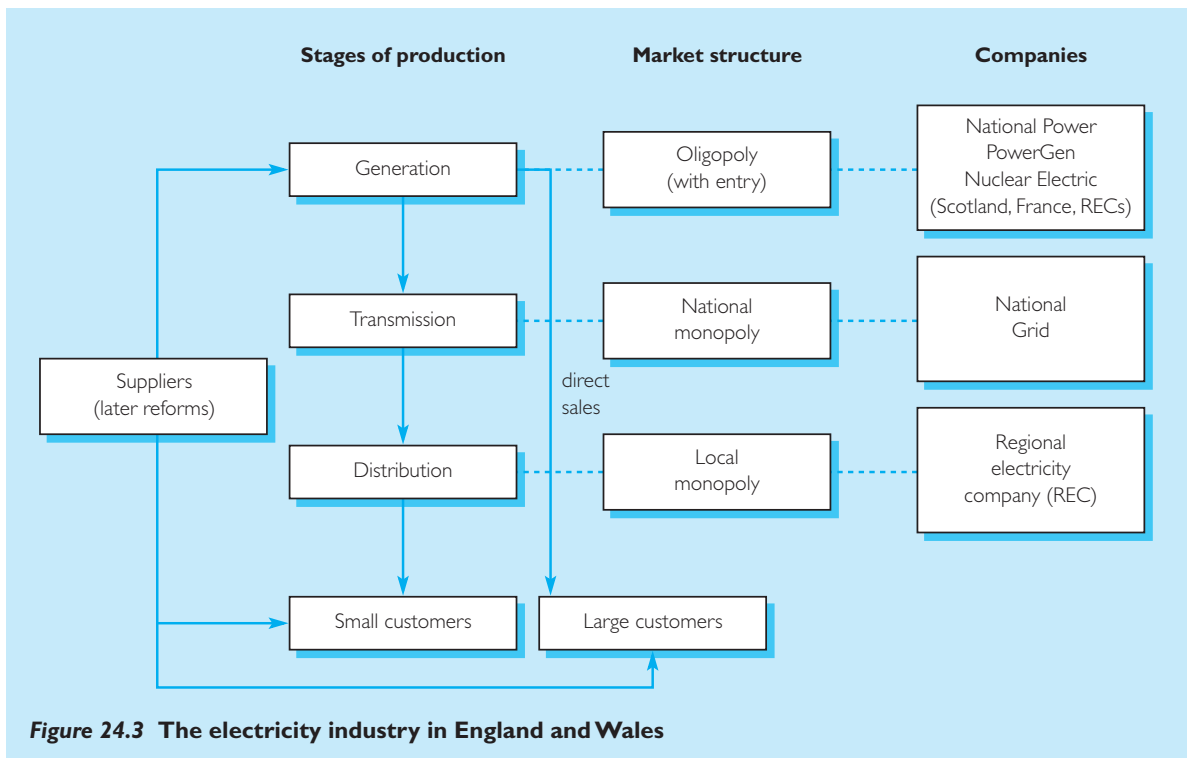 Stages of production
Market structure
Companies
Generation
Oligopoly
(with entry)
National Power
PowerGen
Nuclear Electric
(Scotland, France, RECs)
Transmission
National
monopoly
National
Grid
Suppliers
(later reforms)
direct
sales
Distribution
Local
monopoly
Regional
electricity
company (REC)
Small customers
Large customers
Figure 24.3 The electricity industry in England and Wales